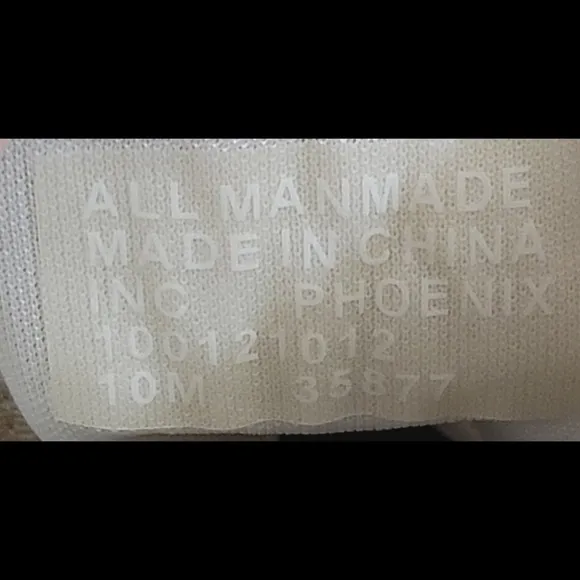 ALL MANMADE
MADE IN CHINA
INC PHOENIX
100121012
10M 35877